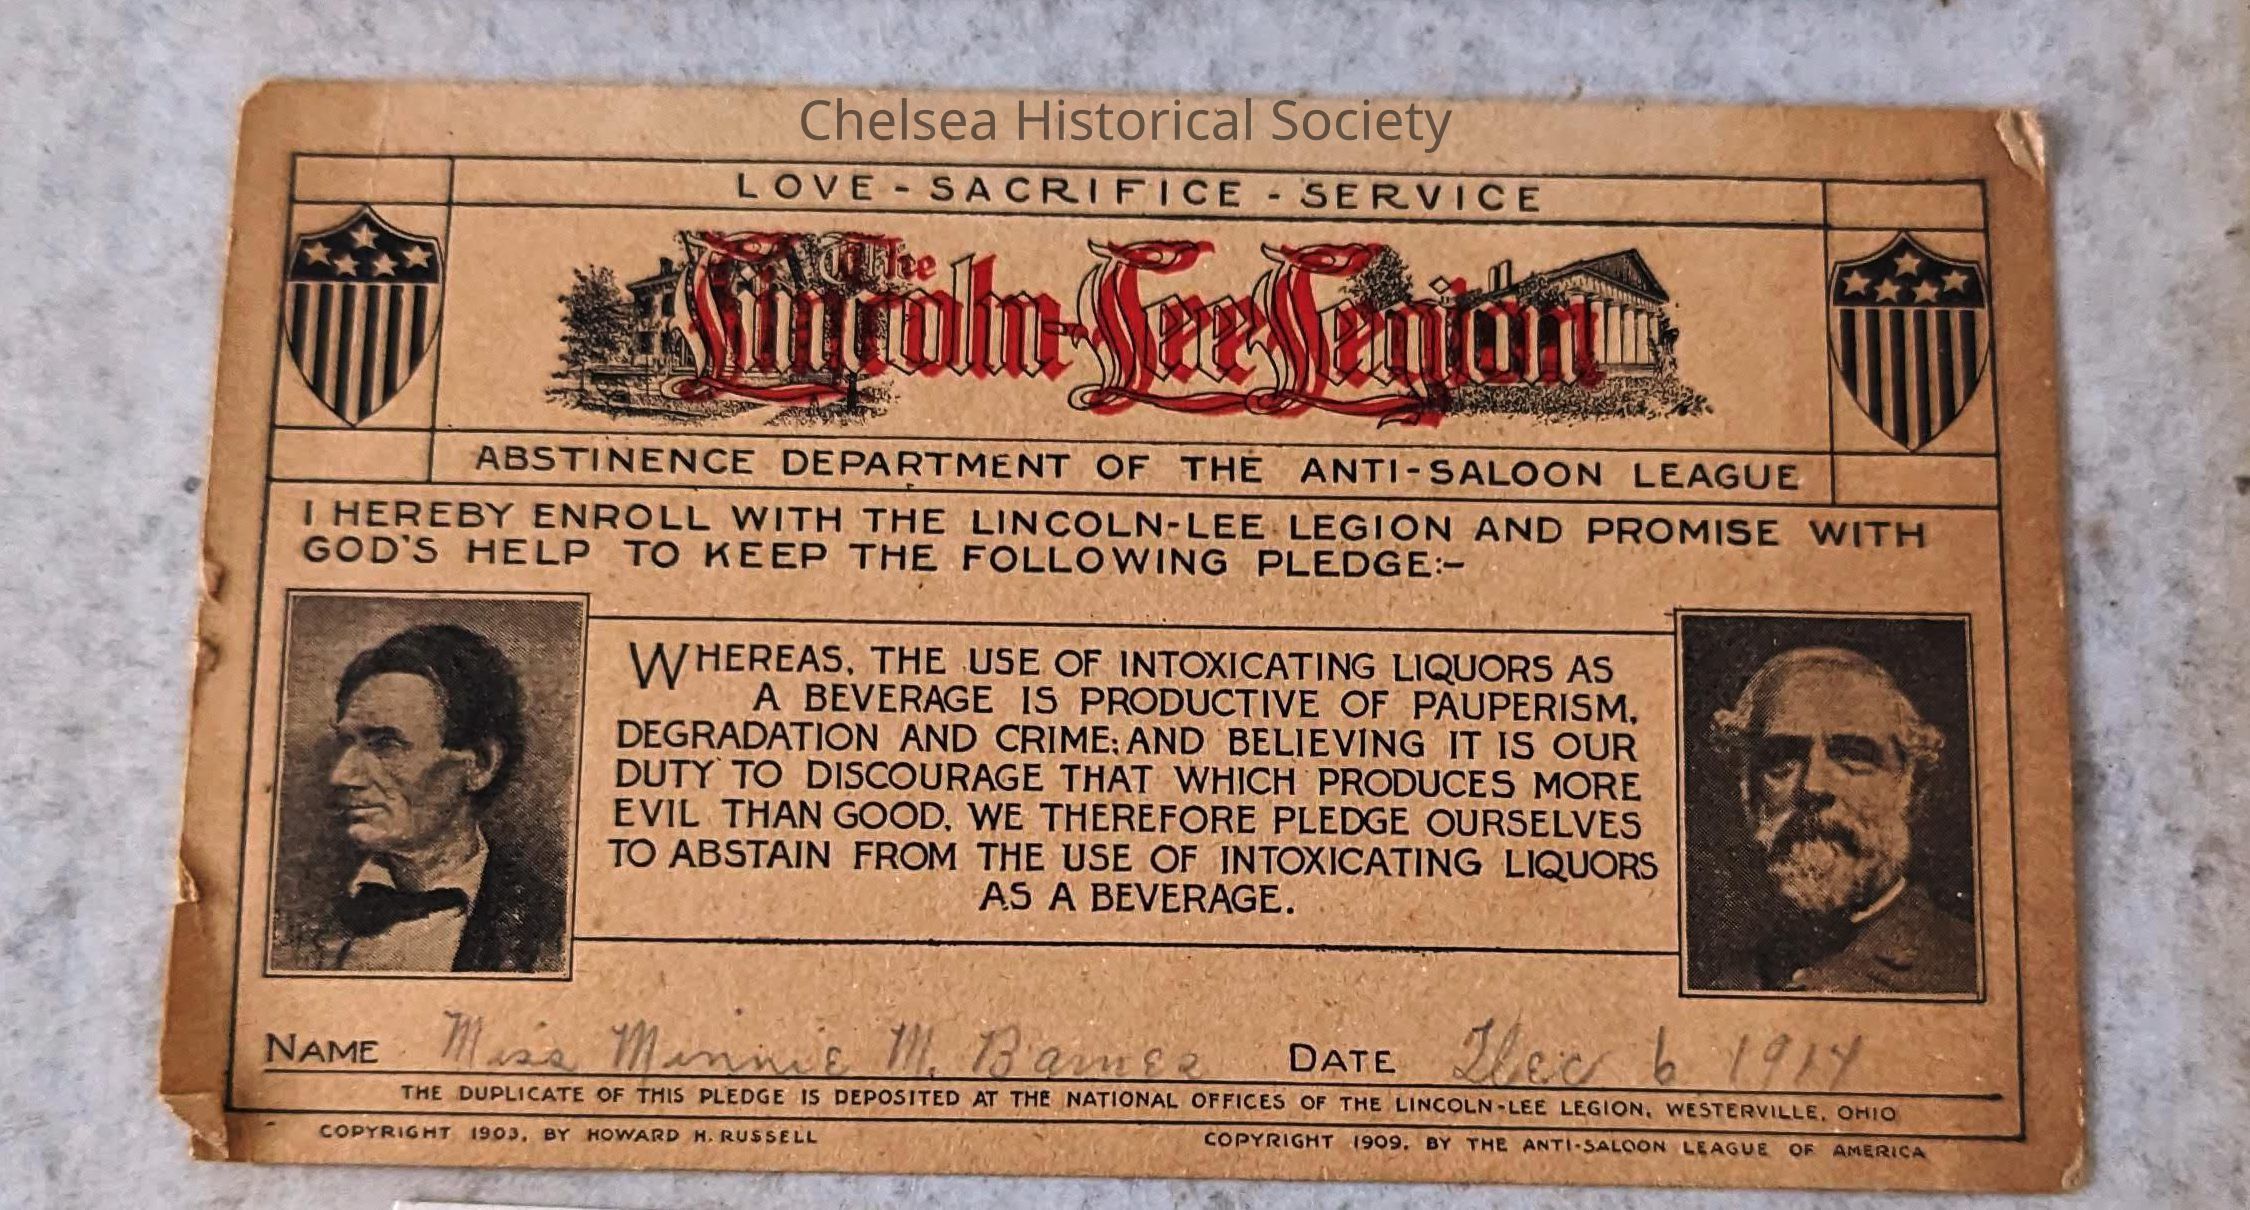 Chelsea Historical Society
LOVE - SACRIFICE - SERVICE
The
Lincoln-Lee Legion
ABSTINENCE DEPARTMENT OF THE ANTI-SALOON LEAGUE
I HEREBY ENROLL WITH THE LINCOLN-LEE LEGION AND PROMISE WITH
GOD'S HELP TO KEEP THE FOLLOWING PLEDGE:-
WHEREAS, THE USE OF INTOXICATING LIQUORS AS
A BEVERAGE IS PRODUCTIVE OF PAUPERISM,
DEGRADATION AND CRIME; AND BELIEVING IT IS OUR
DUTY TO DISCOURAGE THAT WHICH PRODUCES MORE
EVIL THAN GOOD, WE THEREFORE PLEDGE OURSELVES
TO ABSTAIN FROM THE USE OF INTOXICATING LIQUORS
AS A BEVERAGE.
NAME Miss Minnie M. Barnes DATE Dec 6 1914
THE DUPLICATE OF THIS PLEDGE IS DEPOSITED AT THE NATIONAL OFFICES OF THE LINCOLN-LEE LEGION, WESTERVILLE, OHIO
COPYRIGHT 1903, BY HOWARD H. RUSSELL COPYRIGHT 1909, BY THE ANTI-SALOON LEAGUE OF AMERICA